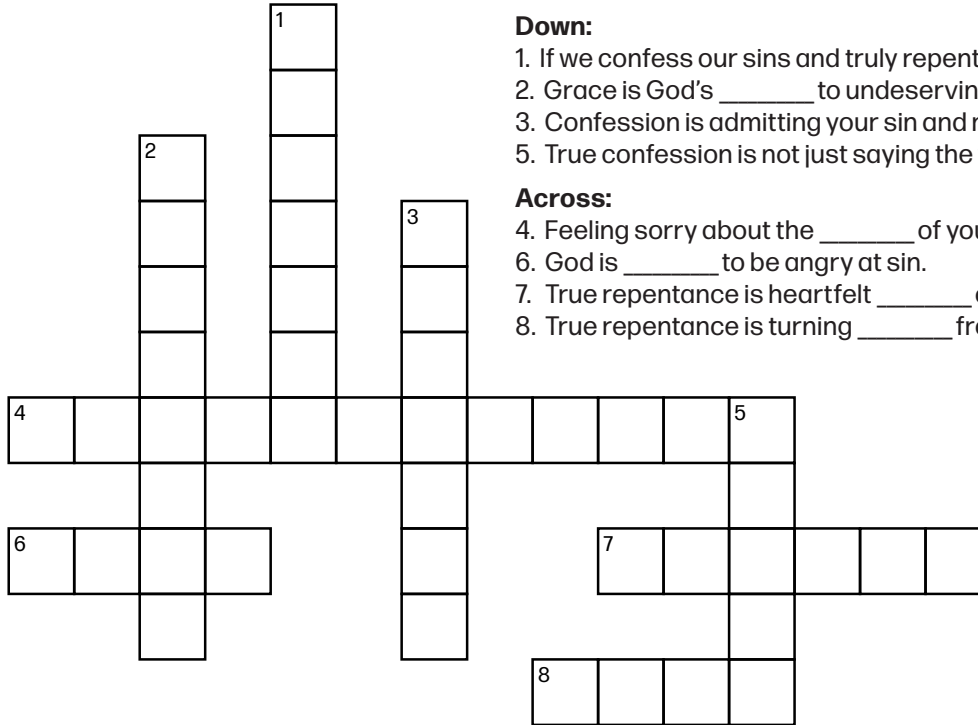 Down:
1. If we confess our sins and truly repent
2. Grace is God's _______ to undeservin
3. Confession is admitting your sin and
5. True confession is not just saying the
Across:
4. Feeling sorry about the _______ of you
6. God is _______ to be angry at sin.
7. True repentance is heartfelt _______
8. True repentance is turning _______ fr
1
2
3
4
5
6
7
8